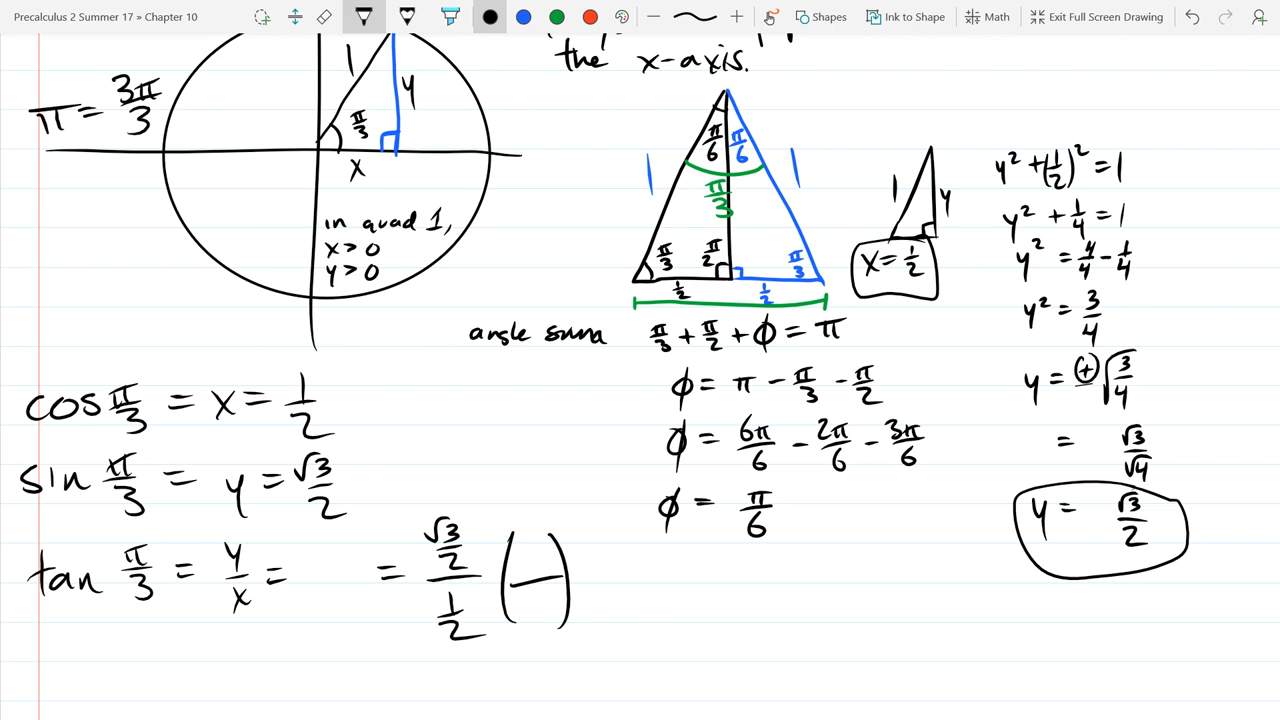 Precalculus 2 Summer 17 » Chapter 10
Shapes
Ink to Shape
Math
Exit Full Screen Drawing
the x-axis.
π = 3π/3
1
y
π/3
x
in quad 1,
x > 0
y > 0
π/6 π/6
1 1
π/3
π/3 π/2 π/3
1/2 1/2
1 y
x = 1/2
y² + (1/2)² = 1
y² + 1/4 = 1
y² = 4/4 - 1/4
y² = 3/4
y = (+) √(3/4)
= √3/√4
y = √3/2
angle sum π/3 + π/2 + ϕ = π
ϕ = π - π/3 - π/2
ϕ = 6π/6 - 2π/6 - 3π/6
ϕ = π/6
cos π/3 = x = 1/2
sin π/3 = y = √3/2
tan π/3 = y/x = = (√3/2)/(1/2) (—)